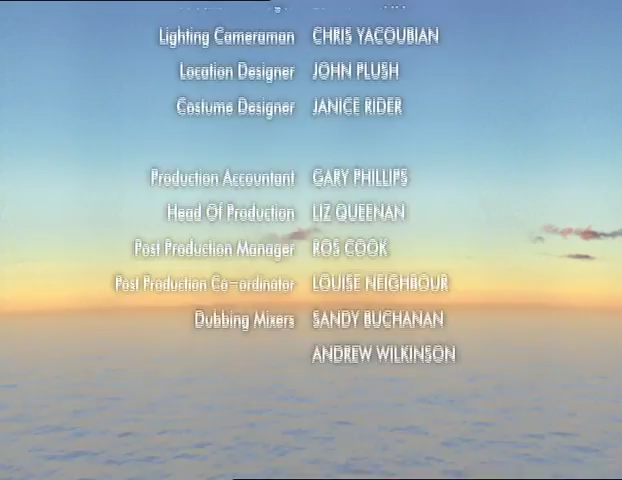 Lighting Cameraman CHRIS YACOUBIAN
Location Designer JOHN PLUSH
Costume Designer JANICE RIDER
Production Accountant GARY PHILLIPS
Head Of Production LIZ QUEENAN
Post Production Manager ROS COOK
Post Production Co-ordinator LOUISE NEIGHBOUR
Dubbing Mixers SANDY BUCHANAN
ANDREW WILKINSON